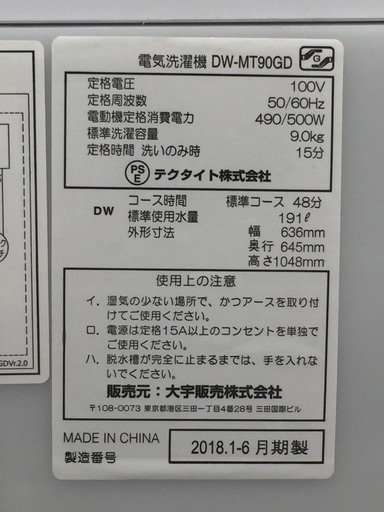 電気洗濯機 DW-MT90GD
定格電圧 100V
定格周波数 50/60Hz
電動機定格消費電力 490/500W
標準洗濯容量 9.0kg
定格時間 洗いのみ時 15分
PSE テクタイト株式会社
DW コース時間 標準コース 48分
標準使用水量 191ℓ
外形寸法 幅 636mm
奥行 645mm
高さ1048mm
使用上の注意
イ．湿気の少ない場所で、かつアースを取り付
けてご使用ください。
ロ．電源は定格15A以上のコンセントを単独で
ご使用ください。
ハ．脱水槽が完全に止まるまでは、手を入れな
いでください。
販売元：大宇販売株式会社
〒108-0073 東京都港区三田一丁目4番28号 三田国際ビル
MADE IN CHINA
製造番号
2018.1-6 月期製
GDVr.2.0